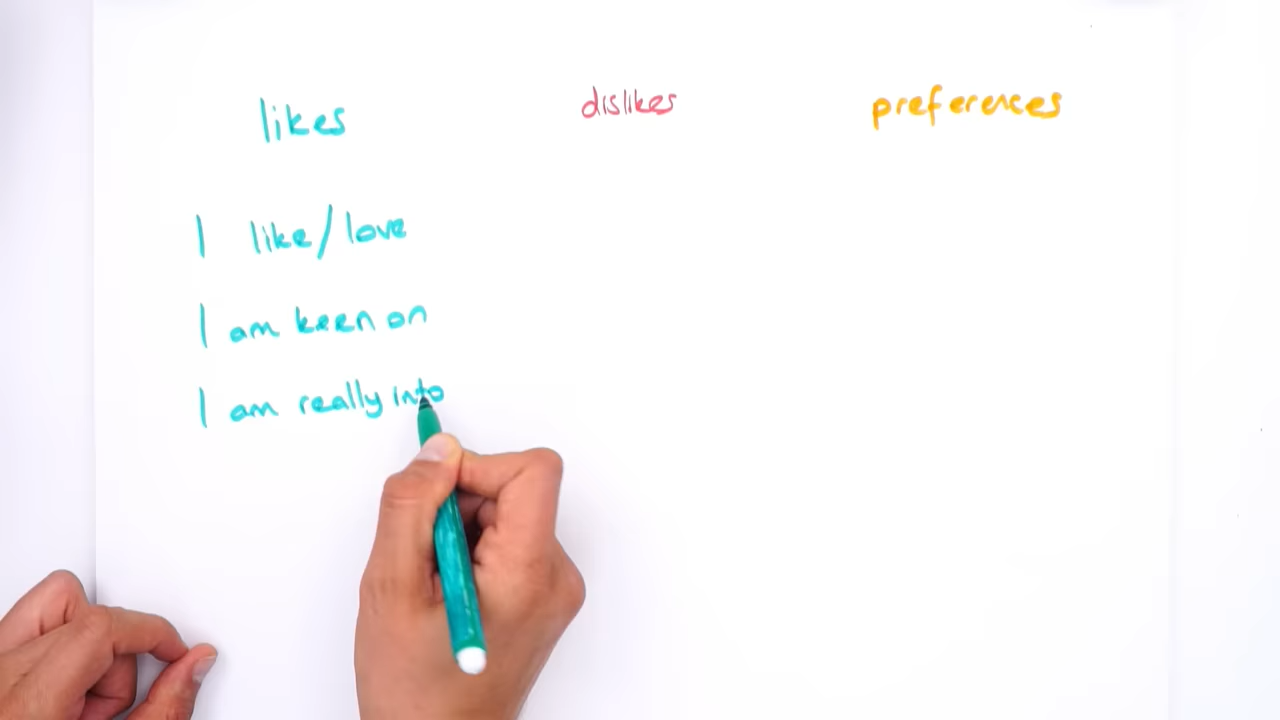 likes dislikes preferences
I like/love
I am keen on
I am really into